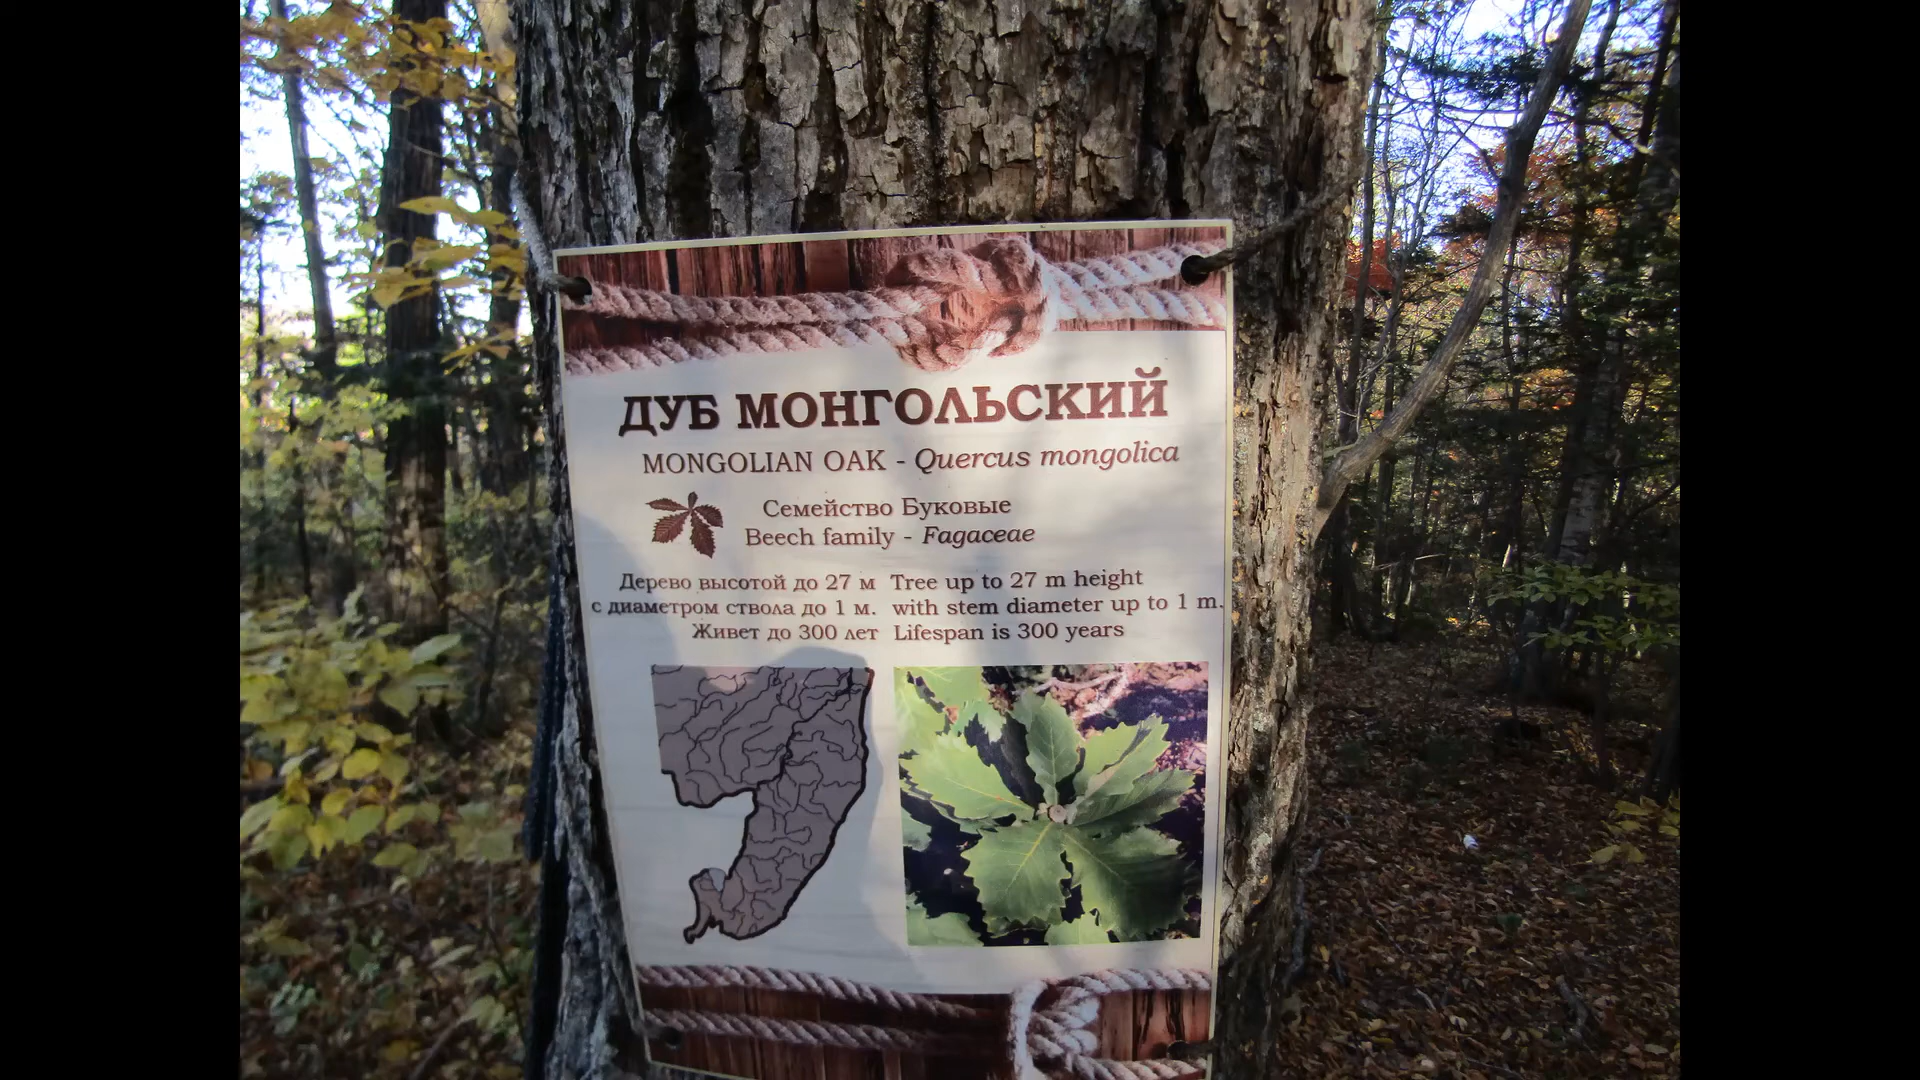 ДУБ МОНГОЛЬСКИЙ
MONGOLIAN OAK - Quercus mongolica
Семейство Буковые
Beech family - Fagaceae
Дерево высотой до 27 м
с диаметром ствола до 1 м.
Живет до 300 лет
Tree up to 27 m height
with stem diameter up to 1 m.
Lifespan is 300 years